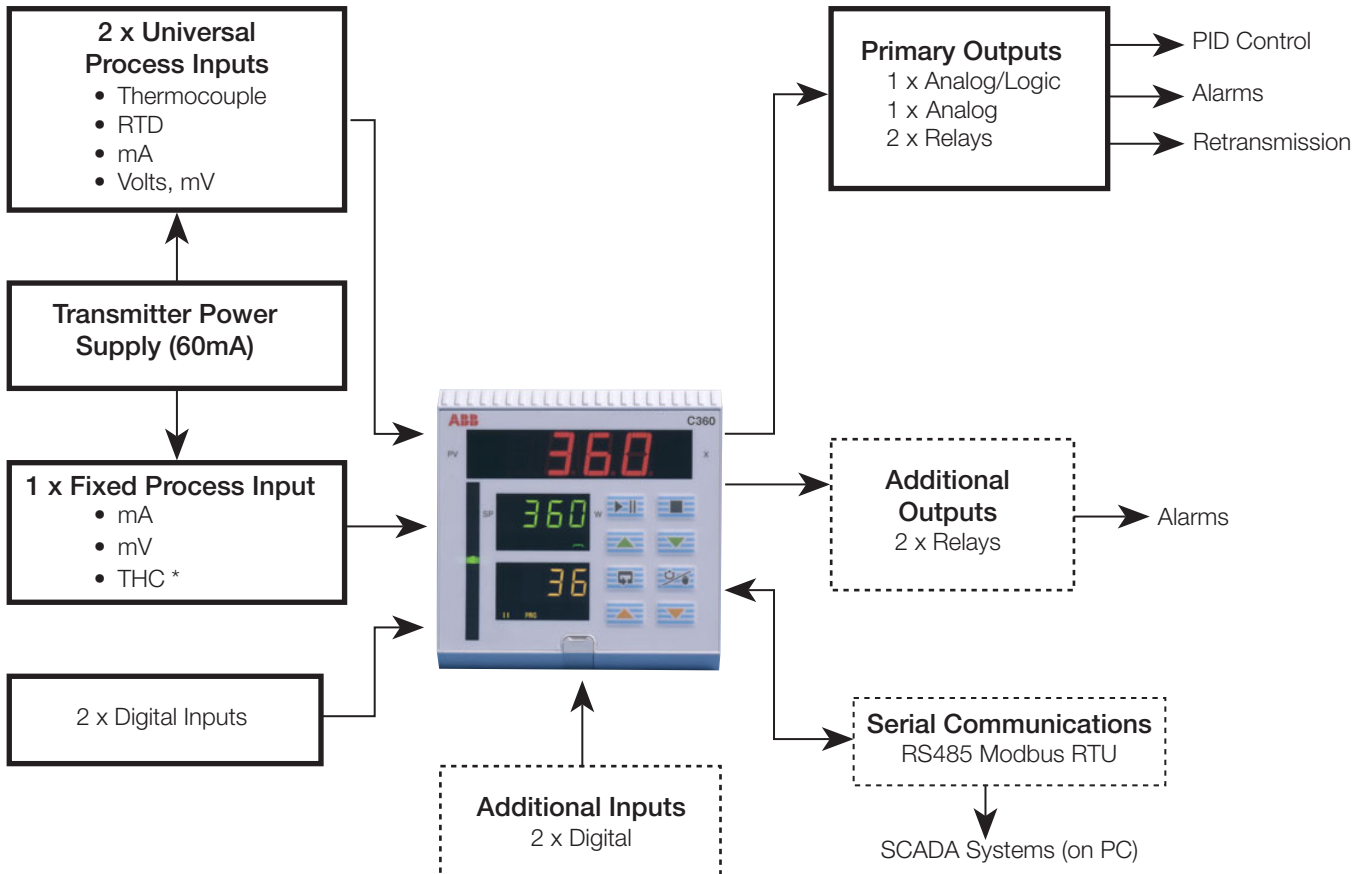 2 x Universal
Process Inputs
• Thermocouple
• RTD
• mA
• Volts, mV
Transmitter Power
Supply (60mA)
1 x Fixed Process Input
• mA
• mV
• THC *
2 x Digital Inputs
ABB
C360
PV
360
X
SP
360
W
36
PRG
Additional Inputs
2 x Digital
Primary Outputs
1 x Analog/Logic
1 x Analog
2 x Relays
PID Control
Alarms
Retransmission
Additional
Outputs
2 x Relays
Alarms
Serial Communications
RS485 Modbus RTU
SCADA Systems (on PC)